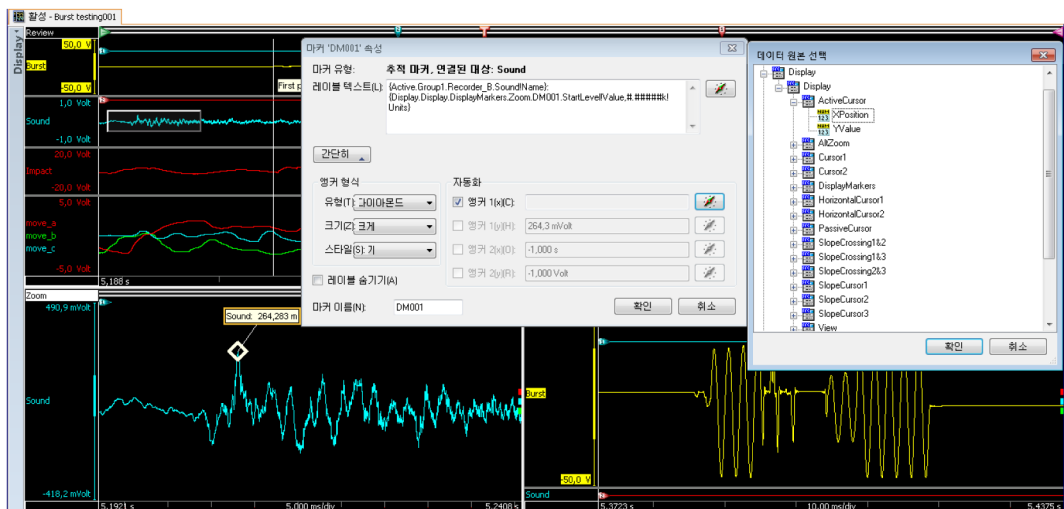 활성 - Burst testing001
Display
Review
50,0 V
Burst
-50,0 V
1,0 Volt
Sound
-1,0 Volt
20,0 Volt
Impact
-20,0 Volt
5,0 Volt
move_a
move_b
move_c
-5,0 Volt
5,188 s
First p
마커 'DM001' 속성
마커 유형: 추적 마커, 연결된 대상: Sound
레이블 텍스트(L): {Active.Group1.Recorder_B.Sound!Name}:
{Display.Display.DisplayMarkers.Zoom.DM001.StartLevel!Value,#.#####k!
Units}
간단히
앵커 형식
유형(T): 다이아몬드
크기(Z): 크게
스타일(S): 기
레이블 숨기기(A)
마커 이름(N): DM001
자동화
앵커 1(x)(C):
앵커 1(y)(H): 264,3 mVolt
앵커 2(x)(O): -1,000 s
앵커 2(y)(R): -1,000 Volt
확인 취소
데이터 원본 선택
Display
Display
ActiveCursor
XPosition
YValue
AltZoom
Cursor1
Cursor2
DisplayMarkers
HorizontalCursor1
HorizontalCursor2
PassiveCursor
SlopeCrossing1&2
SlopeCrossing1&3
SlopeCrossing2&3
SlopeCursor1
SlopeCursor2
SlopeCursor3
View
확인 취소
Zoom
490,9 mVolt
Sound: 264,283 m
Sound
-418,2 mVolt
5,1921 s 5,000 ms/div 5,2408 s
Burst
-50,0 V
Sound
5,3723 s 10,00 ms/div 5,4375 s